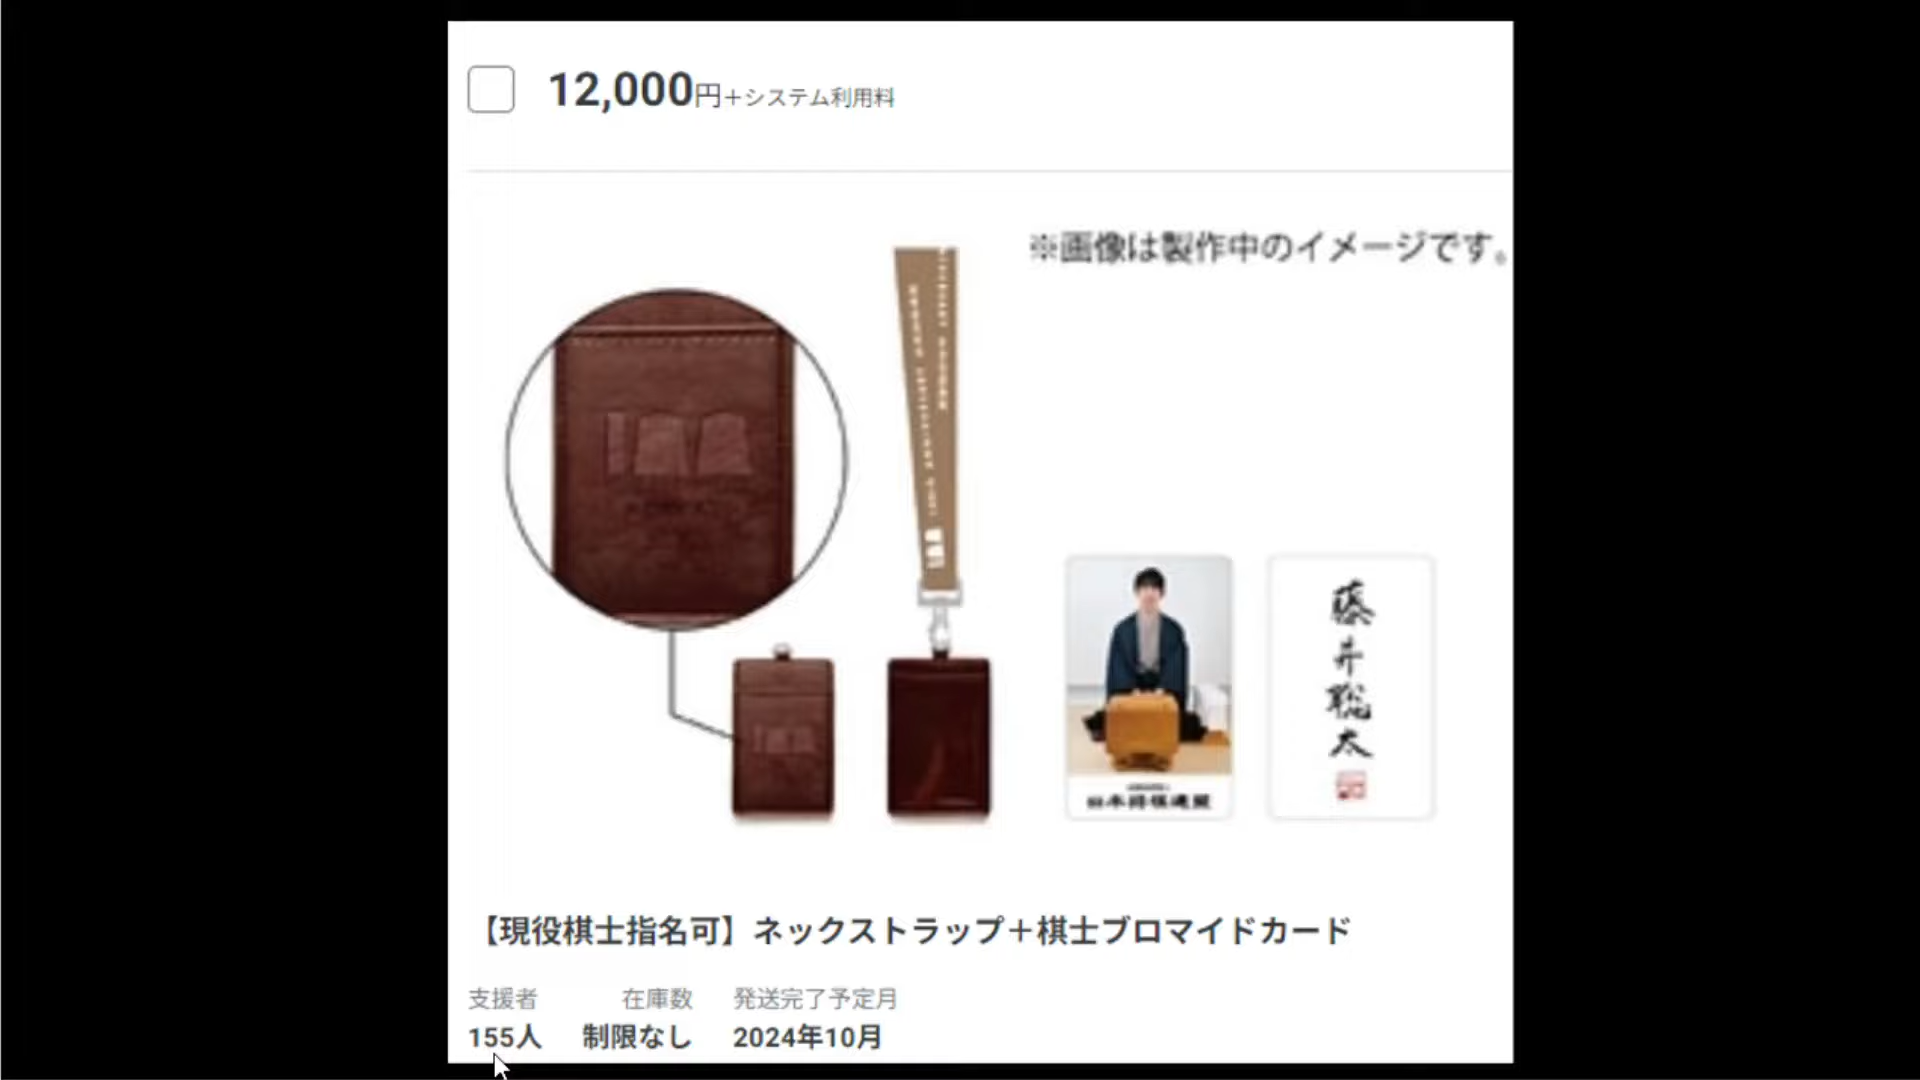 12,000円+システム利用料
※画像は製作中のイメージです。
藤井聡太
日本将棋連盟
【現役棋士指名可】ネックストラップ+棋士ブロマイドカード
支援者 在庫数 発送完了予定月
155人 制限なし 2024年10月